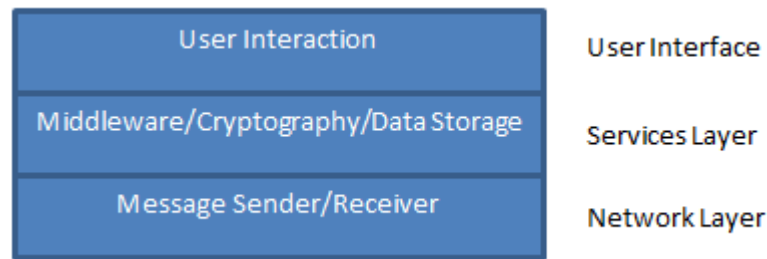 User Interaction
User Interface
Middleware/Cryptography/Data Storage
Services Layer
Message Sender/Receiver
Network Layer